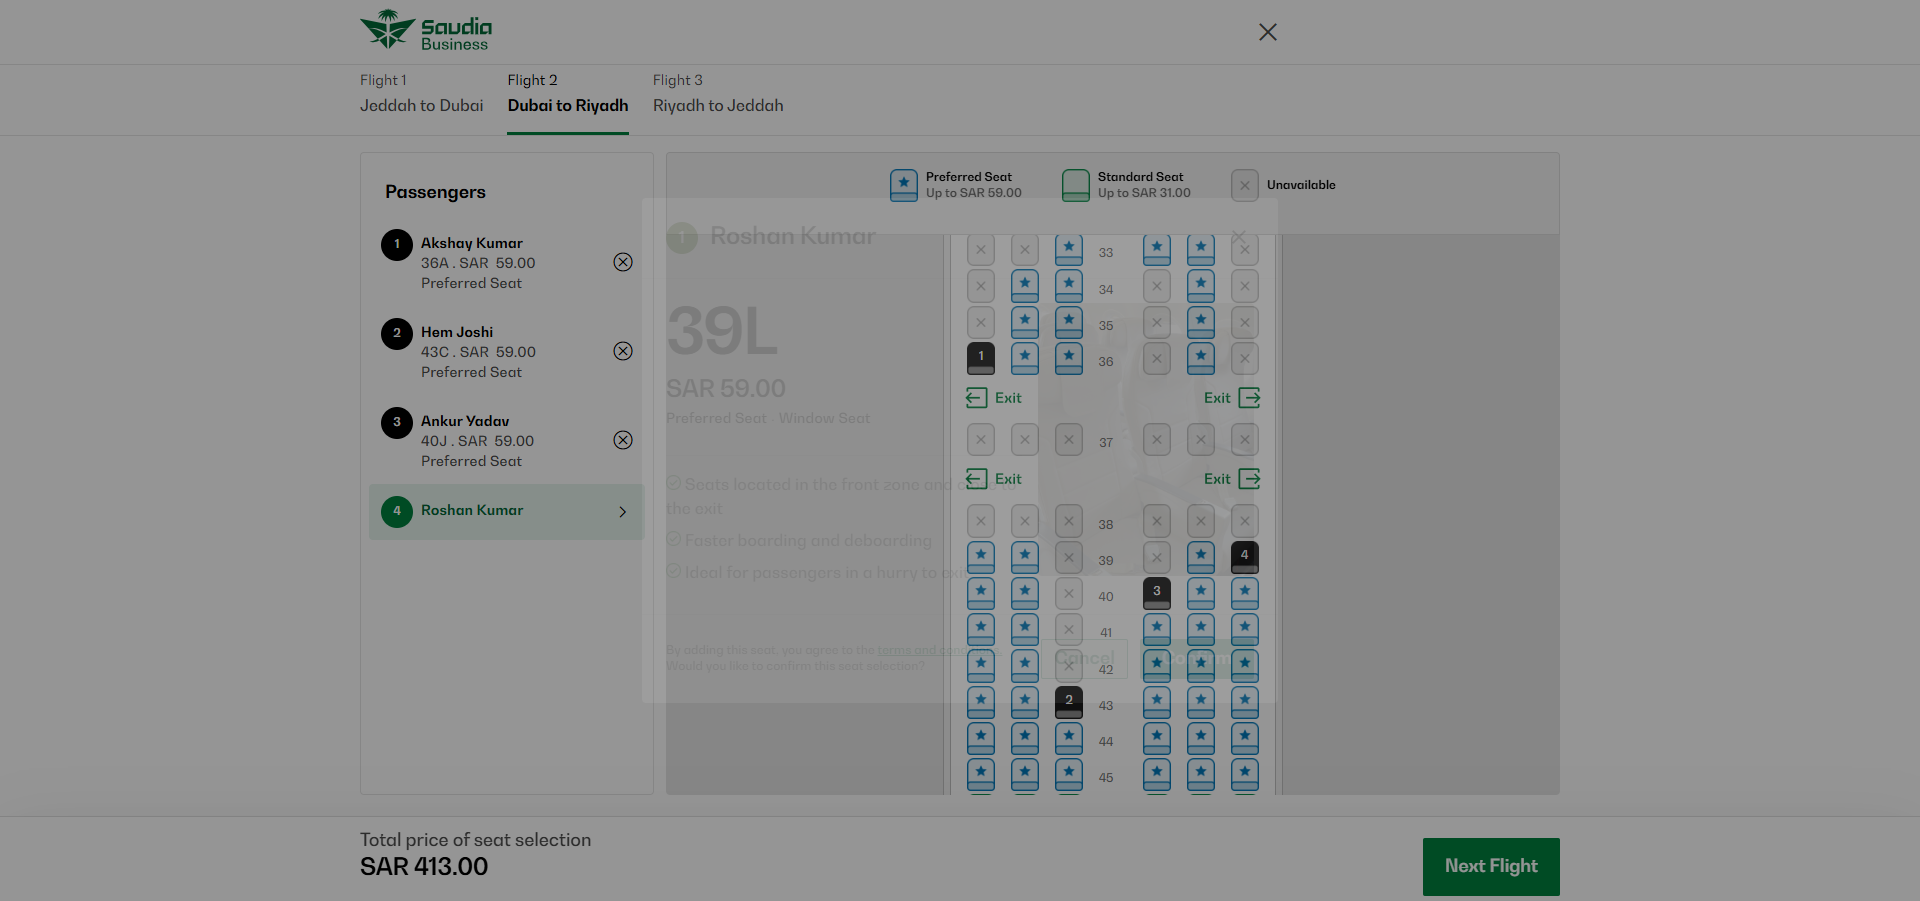 Saudia
Business
Flight 1
Jeddah to Dubai
Flight 2
Dubai to Riyadh
Flight 3
Riyadh to Jeddah
Passengers
1
Akshay Kumar
36A . SAR 59.00
Preferred Seat
2
Hem Joshi
43C . SAR 59.00
Preferred Seat
3
Ankur Yadav
40J . SAR 59.00
Preferred Seat
4
Roshan Kumar
Preferred Seat
Up to SAR 59.00
Standard Seat
Up to SAR 31.00
Unavailable
1
Roshan Kumar
39L
SAR 59.00
Preferred Seat - Window Seat
Seats located in the front zone and close to
the exit
Faster boarding and deboarding
Ideal for passengers in a hurry to exit
By adding this seat, you agree to the terms and conditions.
Would you like to confirm this seat selection?
Cancel
Confirm
33
34
35
1
36
Exit
Exit
37
Exit
Exit
38
39
4
40
3
41
42
2
43
44
45
Total price of seat selection
SAR 413.00
Next Flight